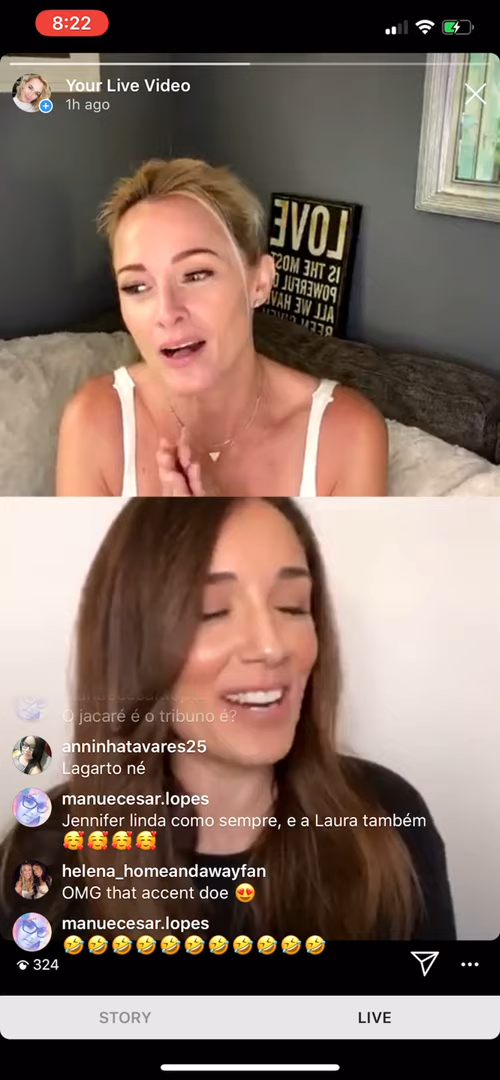 8:22
Your Live Video
1h ago
LOVE
IS THE MOST
POWERFUL
ALL WE HAVE
BEEN GIVEN
O jacaré é o tribuno é?
anninhatavares25
Lagarto né
manuecesar.lopes
Jennifer linda como sempre, e a Laura também
🥰🥰🥰🥰
helena_homeandawayfan
OMG that accent doe 😍
manuecesar.lopes
🤣🤣🤣🤣🤣🤣🤣🤣🤣🤣🤣
324
STORY
LIVE